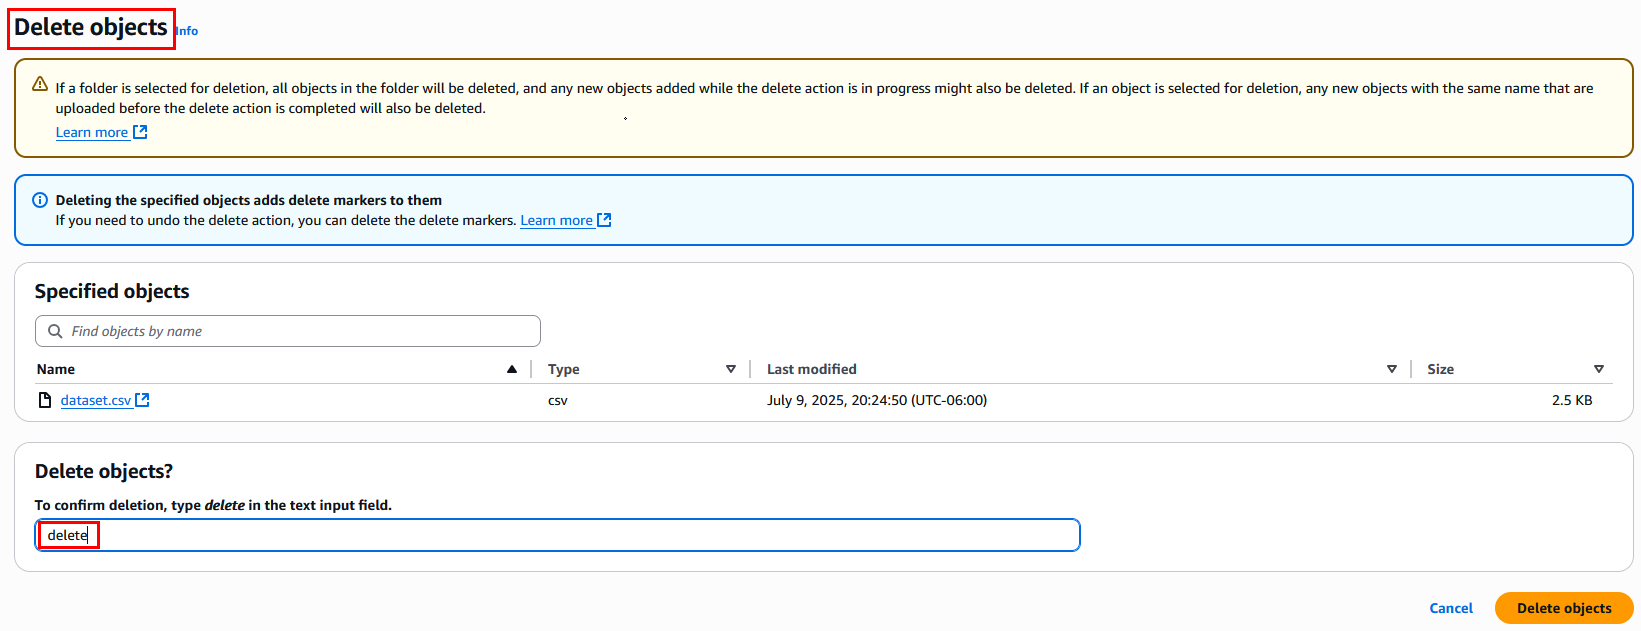 Delete objects Info
If a folder is selected for deletion, all objects in the folder will be deleted, and any new objects added while the delete action is in progress might also be deleted. If an object is selected for deletion, any new objects with the same name that are
uploaded before the delete action is completed will also be deleted.
Learn more
Deleting the specified objects adds delete markers to them
If you need to undo the delete action, you can delete the delete markers. Learn more
Specified objects
Find objects by name
Name Type Last modified Size
dataset.csv csv July 9, 2025, 20:24:50 (UTC-06:00) 2.5 KB
Delete objects?
To confirm deletion, type delete in the text input field.
delete
Cancel Delete objects